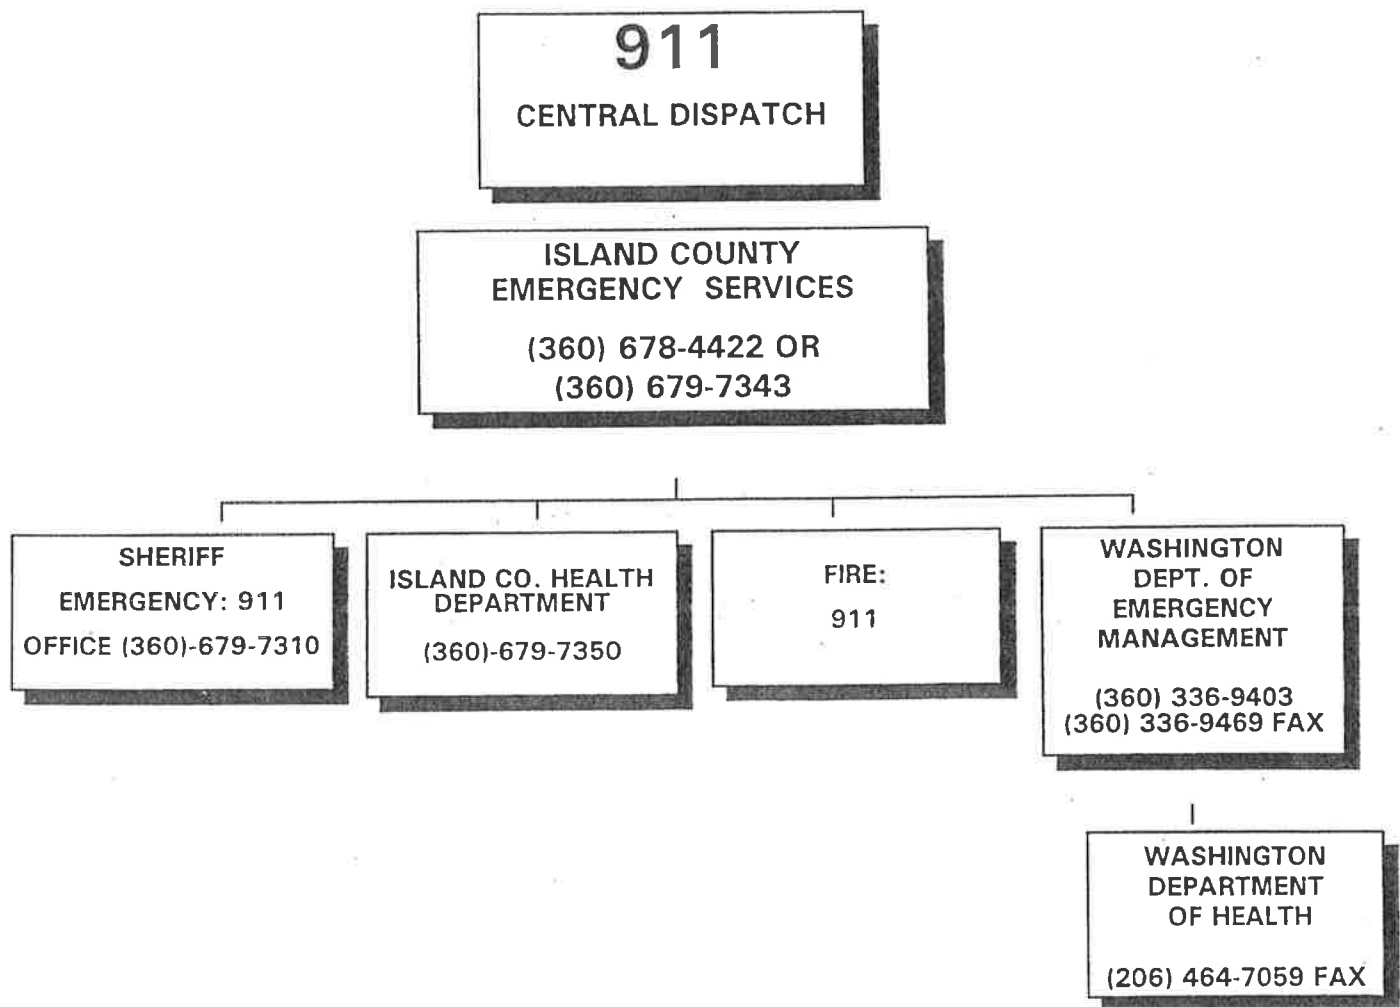 911
CENTRAL DISPATCH
ISLAND COUNTY
EMERGENCY SERVICES
(360) 678-4422 OR
(360) 679-7343
SHERIFF
EMERGENCY: 911
OFFICE (360)-679-7310
ISLAND CO. HEALTH
DEPARTMENT
(360)-679-7350
FIRE:
911
WASHINGTON
DEPT. OF
EMERGENCY
MANAGEMENT
(360) 336-9403
(360) 336-9469 FAX
WASHINGTON
DEPARTMENT
OF HEALTH
(206) 464-7059 FAX